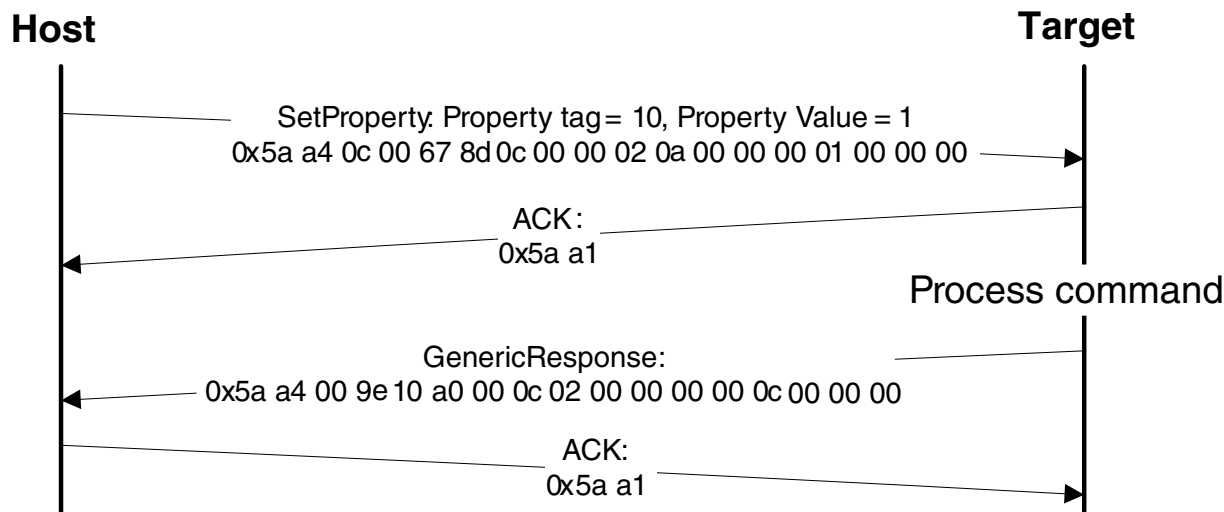 Host
Target
SetProperty: Property tag = 10, Property Value = 1
0x5a a4 0c 00 67 8d 0c 00 00 02 0a 00 00 00 01 00 00 00
ACK:
0x5a a1
Process command
GenericResponse:
0x5a a4 00 9e 10 a0 00 0c 02 00 00 00 00 0c 00 00 00
ACK:
0x5a a1